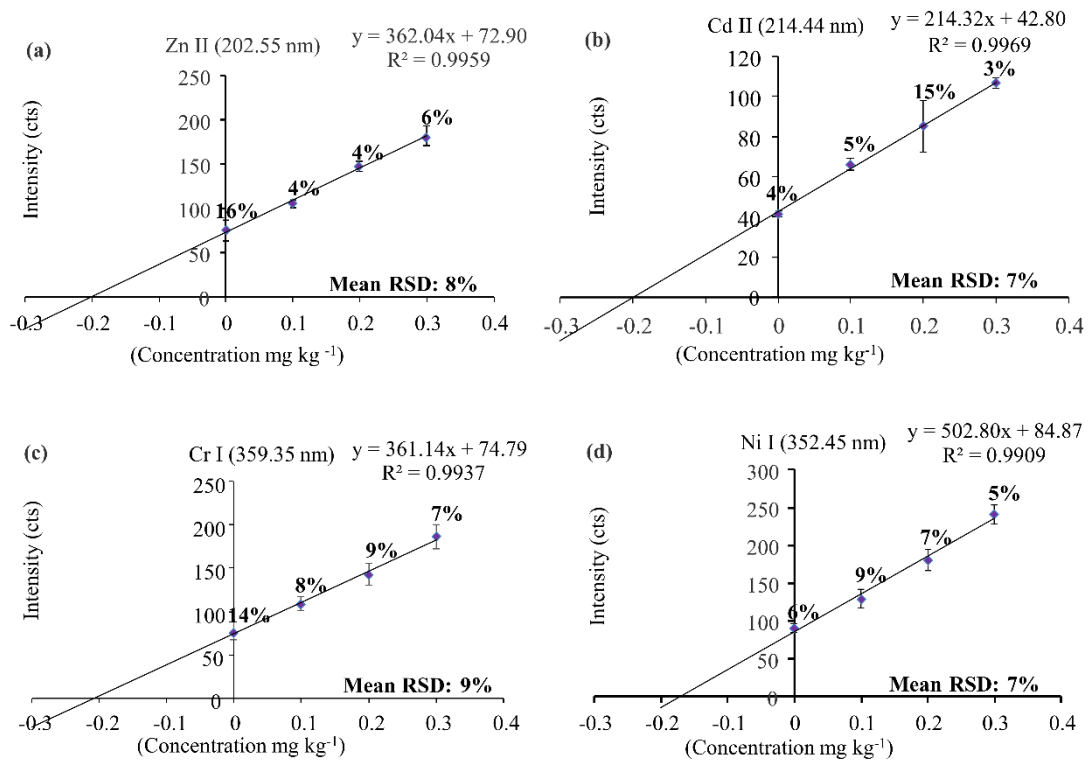 (a)
Zn II (202.55 nm)
y = 362.04x + 72.90
R² = 0.9959
Intensity (cts)
250
200
150
100
50
0
16%
4%
4%
6%
Mean RSD: 8%
-0.3
-0.2
-0.1
0
0.1
0.2
0.3
0.4
(Concentration mg kg -1)
(b)
Cd II (214.44 nm)
y = 214.32x + 42.80
R² = 0.9969
Intensity (cts)
120
100
80
60
40
20
0
4%
5%
15%
3%
Mean RSD: 7%
-0.3
-0.2
-0.1
0
0.1
0.2
0.3
0.4
(Concentration mg kg-1)
(c)
Cr I (359.35 nm)
y = 361.14x + 74.79
R² = 0.9937
Intensity (cts)
250
200
150
100
50
0
14%
8%
9%
7%
Mean RSD: 9%
-0.3
-0.2
-0.1
0
0.1
0.2
0.3
0.4
(Concentration mg kg-1)
(d)
Ni I (352.45 nm)
y = 502.80x + 84.87
R² = 0.9909
Intensity (cts)
300
250
200
150
100
50
0
6%
9%
7%
5%
Mean RSD: 7%
-0.3
-0.2
-0.1
0
0.1
0.2
0.3
0.4
(Concentration mg kg-1)